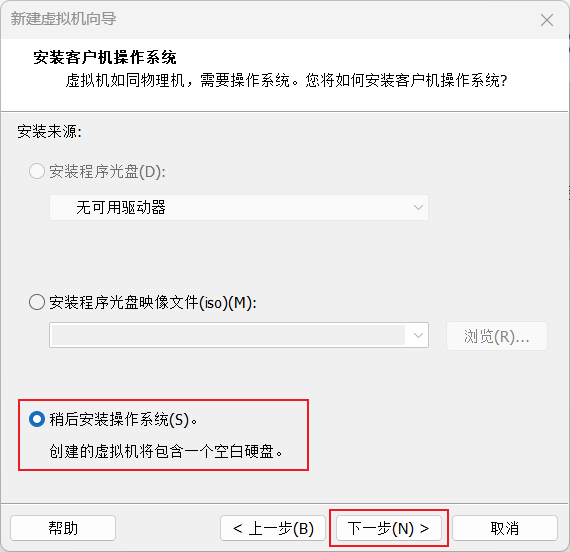 新建虚拟机向导
安装客户机操作系统
虚拟机如同物理机，需要操作系统。您将如何安装客户机操作系统?
安装来源:
安装程序光盘(D):
无可用驱动器
安装程序光盘映像文件(iso)(M):
浏览(R)...
稍后安装操作系统(S)。
创建的虚拟机将包含一个空白硬盘。
帮助
< 上一步(B)
下一步(N) >
取消